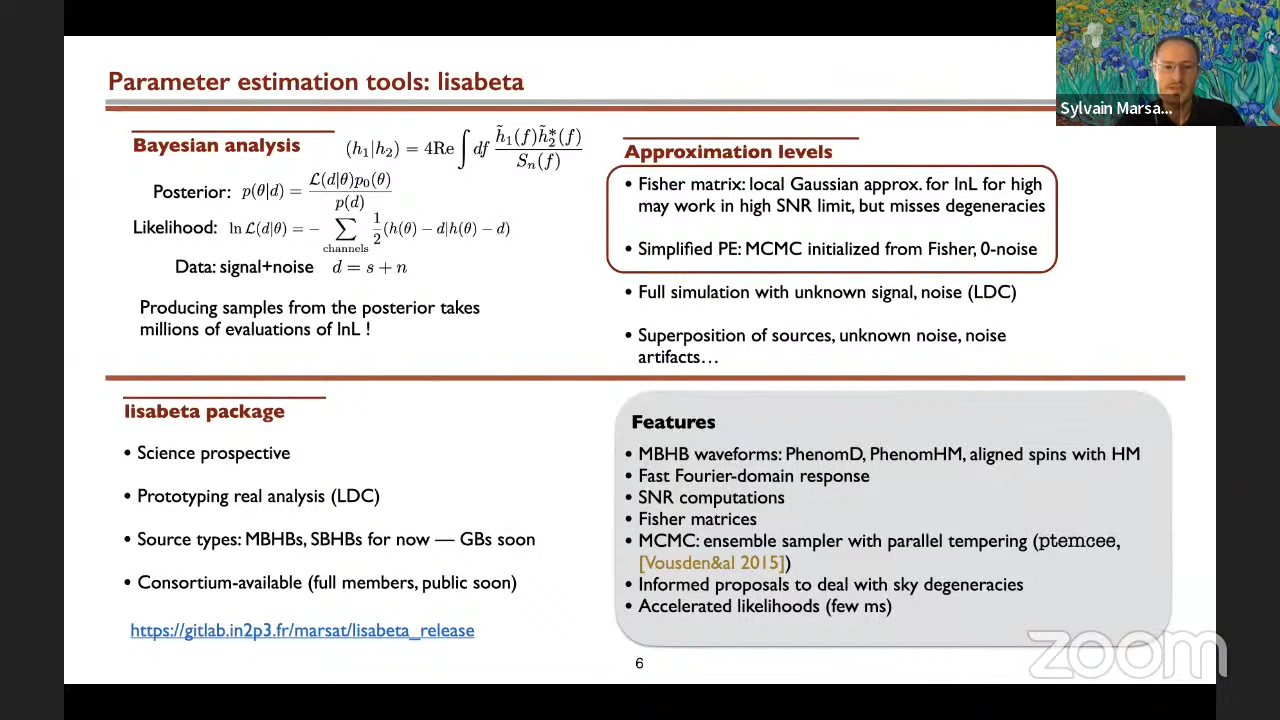 Parameter estimation tools: lisabeta
Sylvain Marsa...
Bayesian analysis
(h₁|h₂) = 4Re ∫ df h̃₁(f)h̃₂*(f) / Sₙ(f)
Posterior: p(θ|d) = ℒ(d|θ)p₀(θ) / p(d)
Likelihood: ln ℒ(d|θ) = − ∑ channels 1/2 (h(θ) − d|h(θ) − d)
Data: signal+noise d = s + n
Producing samples from the posterior takes
millions of evaluations of lnL !
Approximation levels
• Fisher matrix: local Gaussian approx. for lnL for high
may work in high SNR limit, but misses degeneracies
• Simplified PE: MCMC initialized from Fisher, 0-noise
• Full simulation with unknown signal, noise (LDC)
• Superposition of sources, unknown noise, noise
artifacts…
lisabeta package
• Science prospective
• Prototyping real analysis (LDC)
• Source types: MBHBs, SBHBs for now — GBs soon
• Consortium-available (full members, public soon)
https://gitlab.in2p3.fr/marsat/lisabeta_release
Features
• MBHB waveforms: PhenomD, PhenomHM, aligned spins with HM
• Fast Fourier-domain response
• SNR computations
• Fisher matrices
• MCMC: ensemble sampler with parallel tempering (ptemcee,
[Vousden&al 2015])
• Informed proposals to deal with sky degeneracies
• Accelerated likelihoods (few ms)
6
zoom